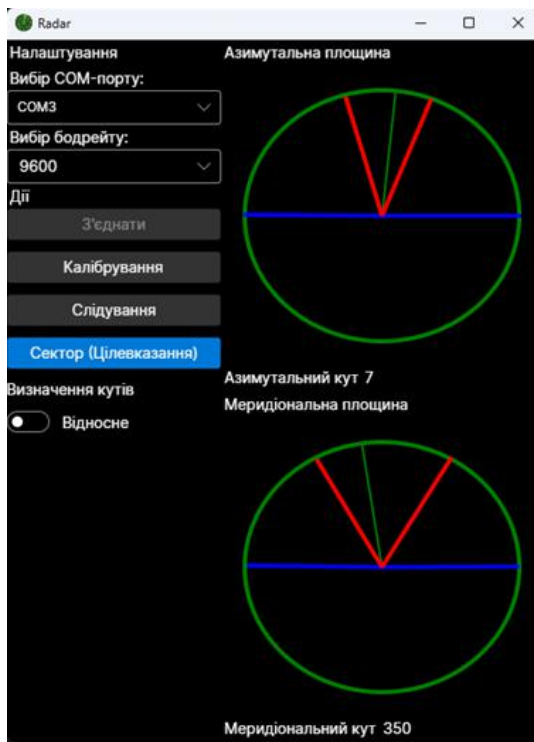 Radar
Налаштування
Вибір COM-порту:
COM3
Вибір бодрейту:
9600
Дії
З'єднати
Калібрування
Слідування
Сектор (Цілевказання)
Визначення кутів
Відносне
Азимутальна площина
Азимутальний кут 7
Меридіональна площина
Меридіональний кут 350